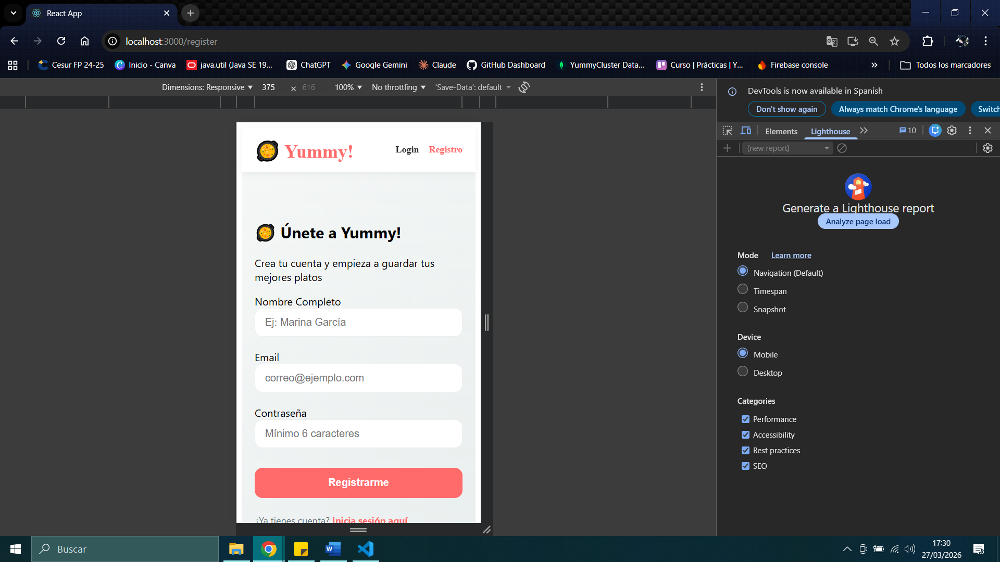 React App
localhost:3000/register
Cesur FP 24-25
Inicio - Canva
java.util (Java SE 19...
ChatGPT
Google Gemini
Claude
GitHub Dashboard
YummyCluster Data...
Curso | Prácticas | Y...
Firebase console
Todos los marcadores
Dimensions: Responsive
375
×
616
100%
No throttling
'Save-Data': default
DevTools is now available in Spanish
Don't show again
Always match Chrome's language
Switch
Elements
Lighthouse
10
(new report)
Generate a Lighthouse report
Analyze page load
Mode
Learn more
Navigation (Default)
Timespan
Snapshot
Device
Mobile
Desktop
Categories
Performance
Accessibility
Best practices
SEO
Yummy!
Login
Registro
Únete a Yummy!
Crea tu cuenta y empieza a guardar tus
mejores platos
Nombre Completo
Ej: Marina García
Email
correo@ejemplo.com
Contraseña
Mínimo 6 caracteres
Registrarme
¿Ya tienes cuenta? Inicia sesión aquí
Buscar
17:30
27/03/2026